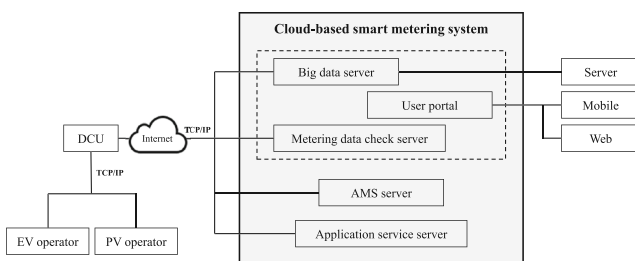 Cloud-based smart metering system
Big data server
Server
User portal
Mobile
TCP/IP
DCU
Internet
Metering data check server
Web
TCP/IP
AMS server
EV operator
PV operator
Application service server